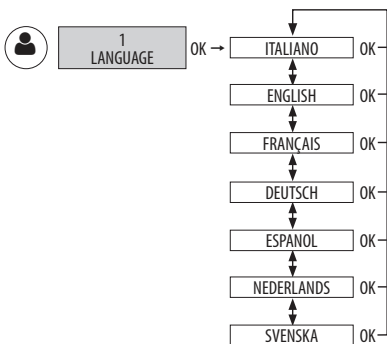 1
LANGUAGE
OK
ITALIANO OK
ENGLISH OK
FRANÇAIS OK
DEUTSCH OK
ESPANOL OK
NEDERLANDS OK
SVENSKA OK